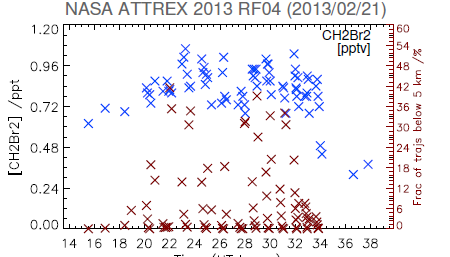 NASA ATTREX 2013 RF04 (2013/02/21)
CH2Br2
[pptv]
[CH2Br2] /ppt
1.20
0.96
0.72
0.48
0.24
0.00
60
54
48
42
36
30
24
18
12
6
0
Frac of trajs below 5 km /%
14 16 18 20 22 24 26 28 30 32 34 36 38